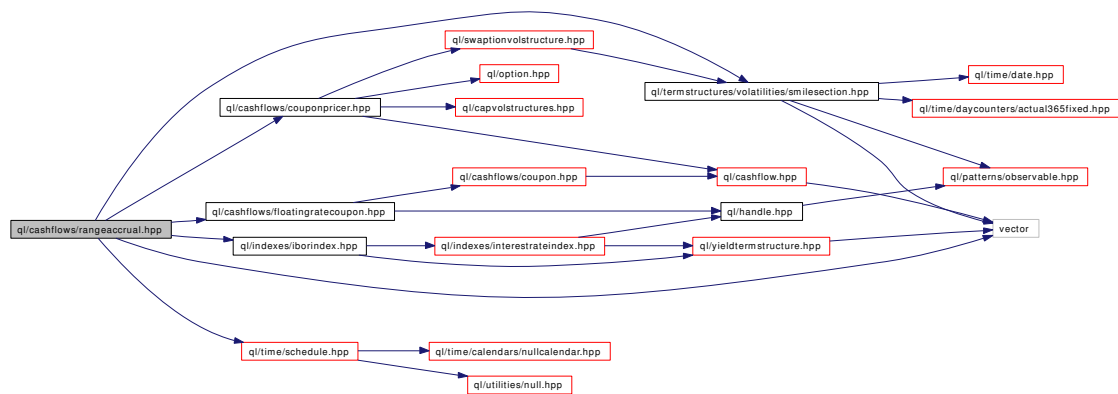 ql/swaptionvolstructure.hpp
ql/option.hpp
ql/time/date.hpp
ql/termstructures/volatilities/smilesection.hpp
ql/cashflows/couponpricer.hpp
ql/capvolstructures.hpp
ql/time/daycounters/actual365fixed.hpp
ql/cashflows/coupon.hpp
ql/cashflow.hpp
ql/patterns/observable.hpp
ql/cashflows/floatingratecoupon.hpp
ql/handle.hpp
ql/cashflows/rangeaccrual.hpp
vector
ql/indexes/iborindex.hpp
ql/indexes/interestrateindex.hpp
ql/yieldtermstructure.hpp
ql/time/schedule.hpp
ql/time/calendars/nullcalendar.hpp
ql/utilities/null.hpp